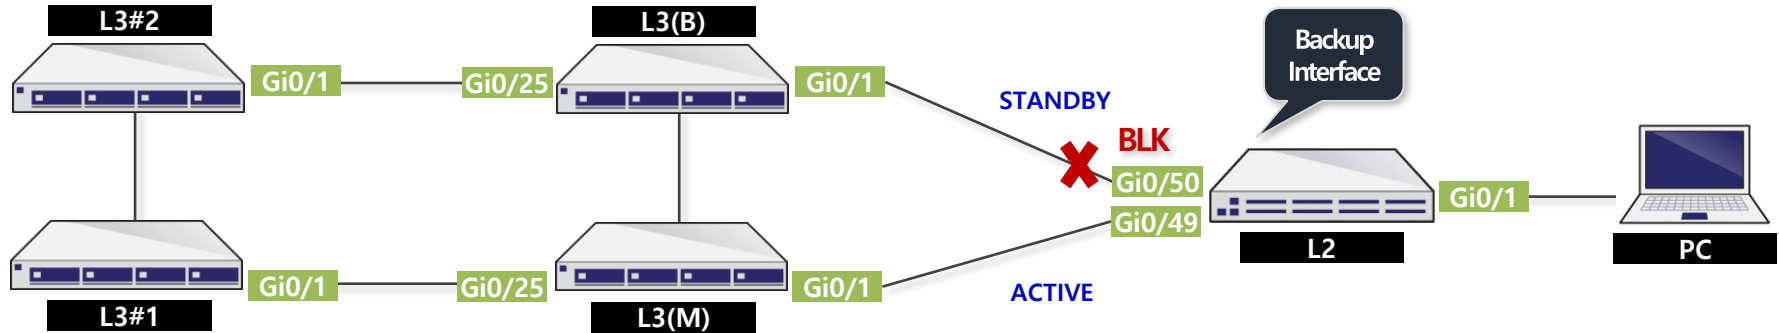 L3#2
L3(B)
Backup
Interface
Gi0/1
Gi0/25
Gi0/1
STANDBY
BLK
Gi0/50
Gi0/49
Gi0/1
L2
PC
Gi0/1
Gi0/25
Gi0/1
ACTIVE
L3#1
L3(M)